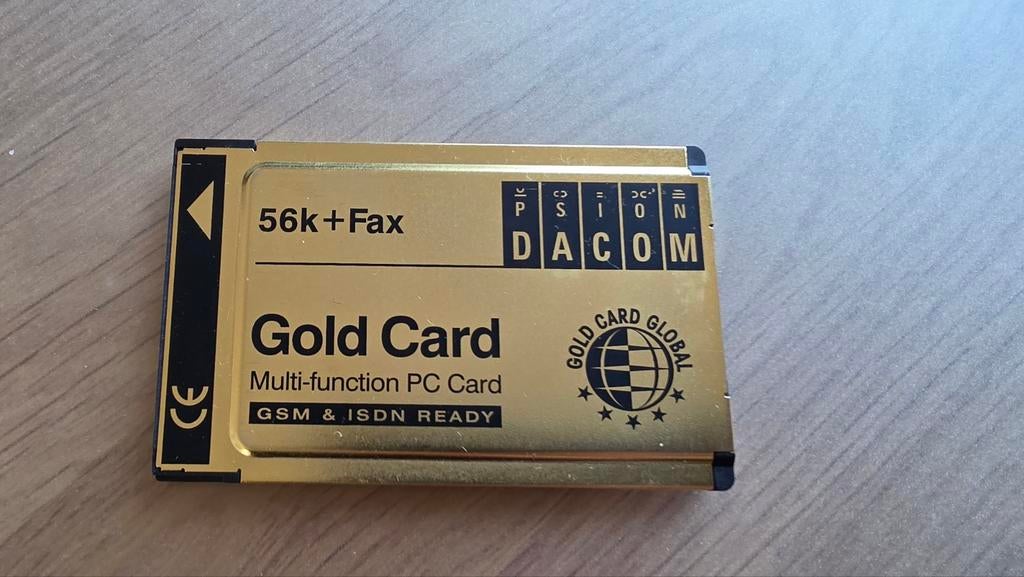 56k+Fax
PSION
DACOM
Gold Card
Multi-function PC Card
GSM & ISDN READY
GOLD CARD GLOBAL
CE